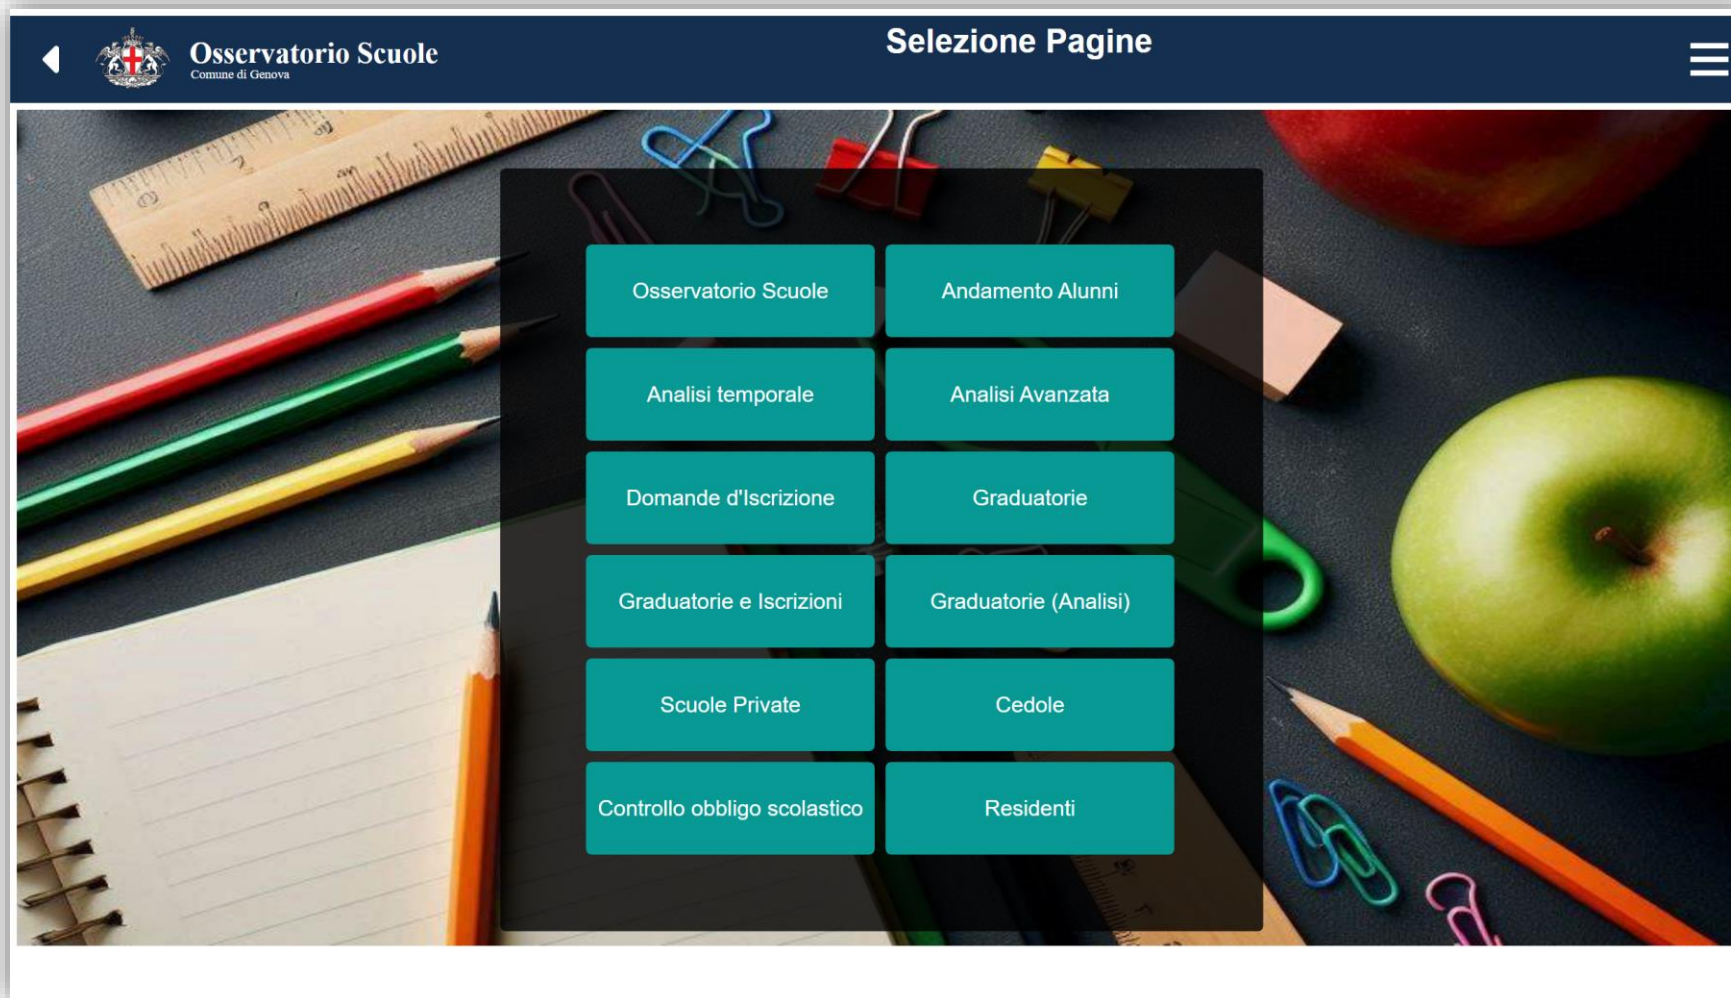 Osservatorio Scuole
Comune di Genova
Selezione Pagine
Osservatorio Scuole
Andamento Alunni
Analisi temporale
Analisi Avanzata
Domande d'Iscrizione
Graduatorie
Graduatorie e Iscrizioni
Graduatorie (Analisi)
Scuole Private
Cedole
Controllo obbligo scolastico
Residenti